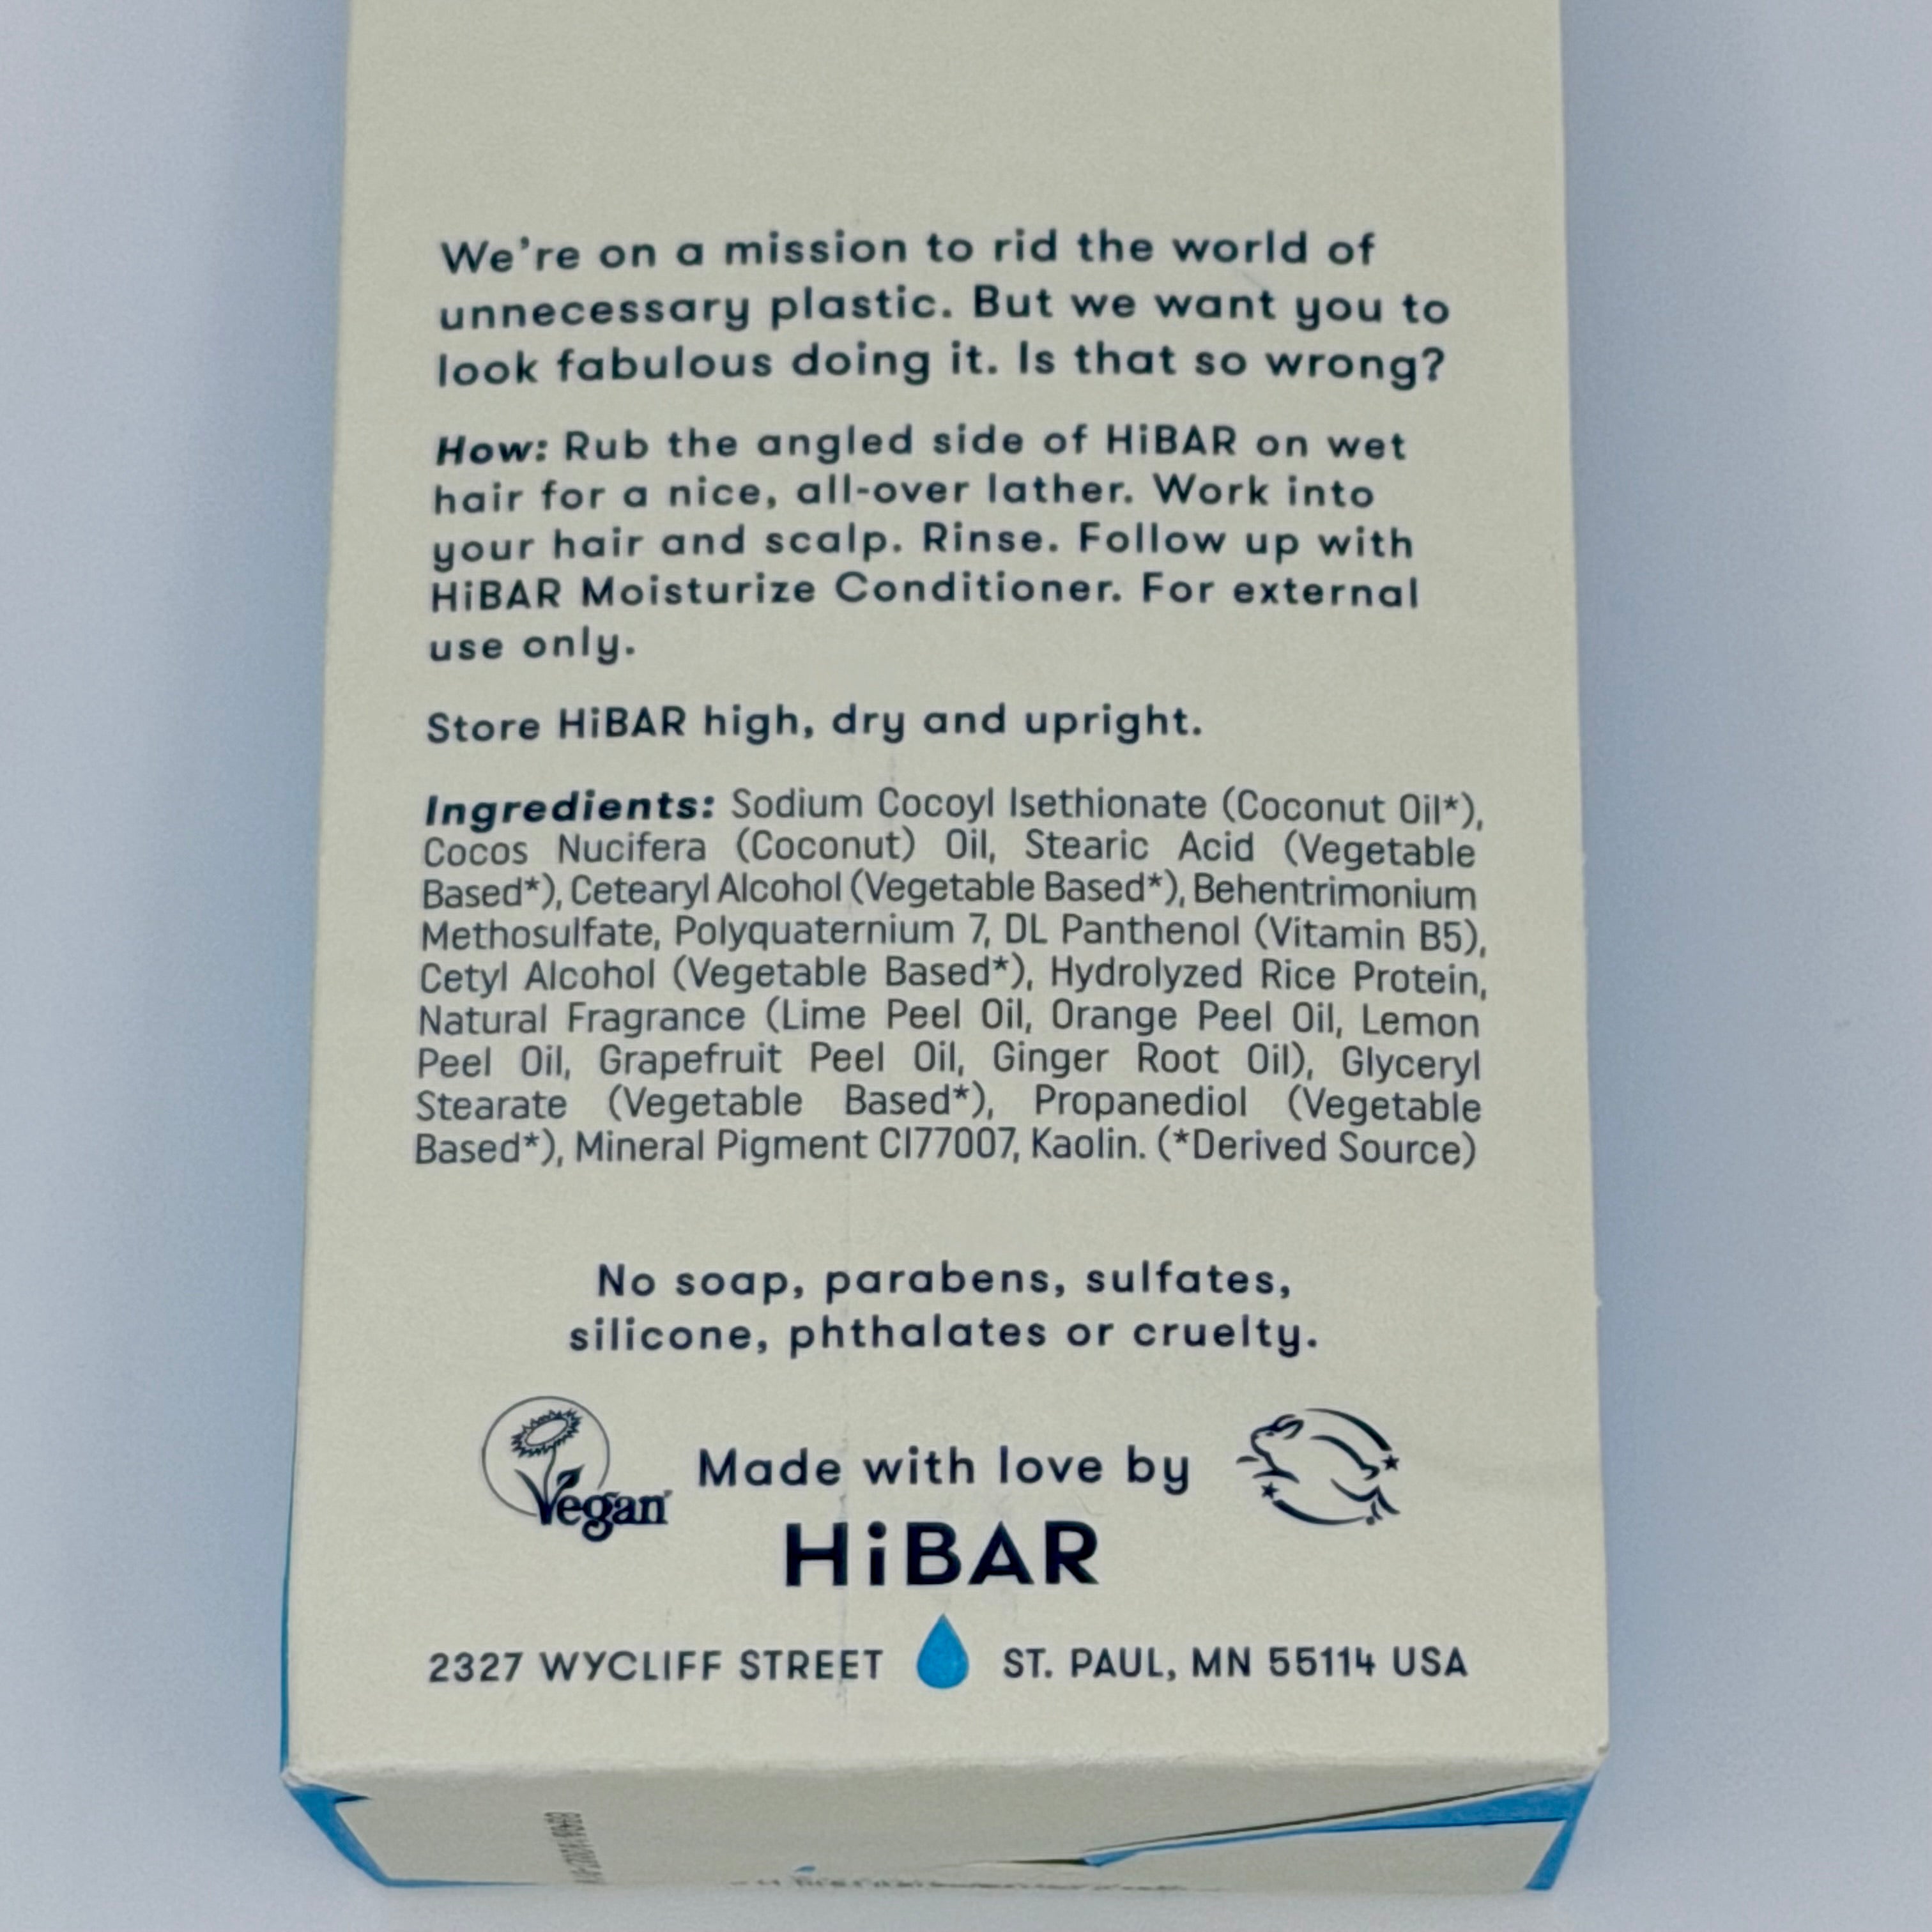 We're on a mission to rid the world of
unnecessary plastic. But we want you to
look fabulous doing it. Is that so wrong?
How: Rub the angled side of HiBAR on wet
hair for a nice, all-over lather. Work into
your hair and scalp. Rinse. Follow up with
HiBAR Moisturize Conditioner. For external
use only.
Store HiBAR high, dry and upright.
Ingredients: Sodium Cocoyl Isethionate (Coconut Oil*),
Cocos Nucifera (Coconut) Oil, Stearic Acid (Vegetable
Based*), Cetearyl Alcohol (Vegetable Based*), Behentrimonium
Methosulfate, Polyquaternium 7, DL Panthenol (Vitamin B5),
Cetyl Alcohol (Vegetable Based*), Hydrolyzed Rice Protein,
Natural Fragrance (Lime Peel Oil, Orange Peel Oil, Lemon
Peel Oil, Grapefruit Peel Oil, Ginger Root Oil), Glyceryl
Stearate (Vegetable Based*), Propanediol (Vegetable
Based*), Mineral Pigment CI77007, Kaolin. (*Derived Source)
No soap, parabens, sulfates,
silicone, phthalates or cruelty.
Vegan
Made with love by
HiBAR
2327 WYCLIFF STREET ST. PAUL, MN 55114 USA